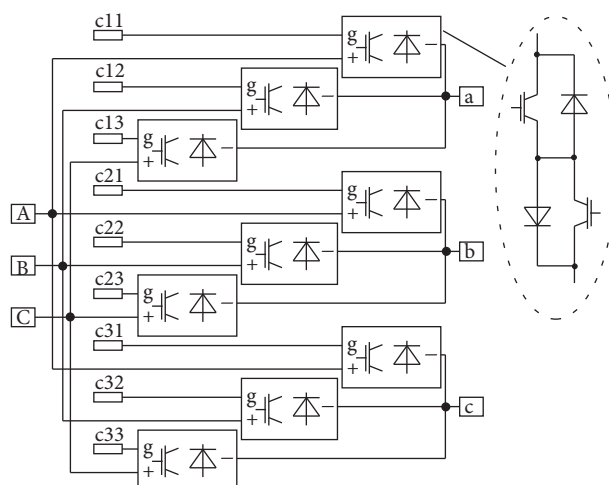 c11
g
+ −
c12
g
+ −
a
c13
g
+ −
c21
g
A
+ −
c22
g
B
+ −
b
c23
g
C
+ −
c31
g
+ −
c32
g
+ −
c
c33
g
+ −